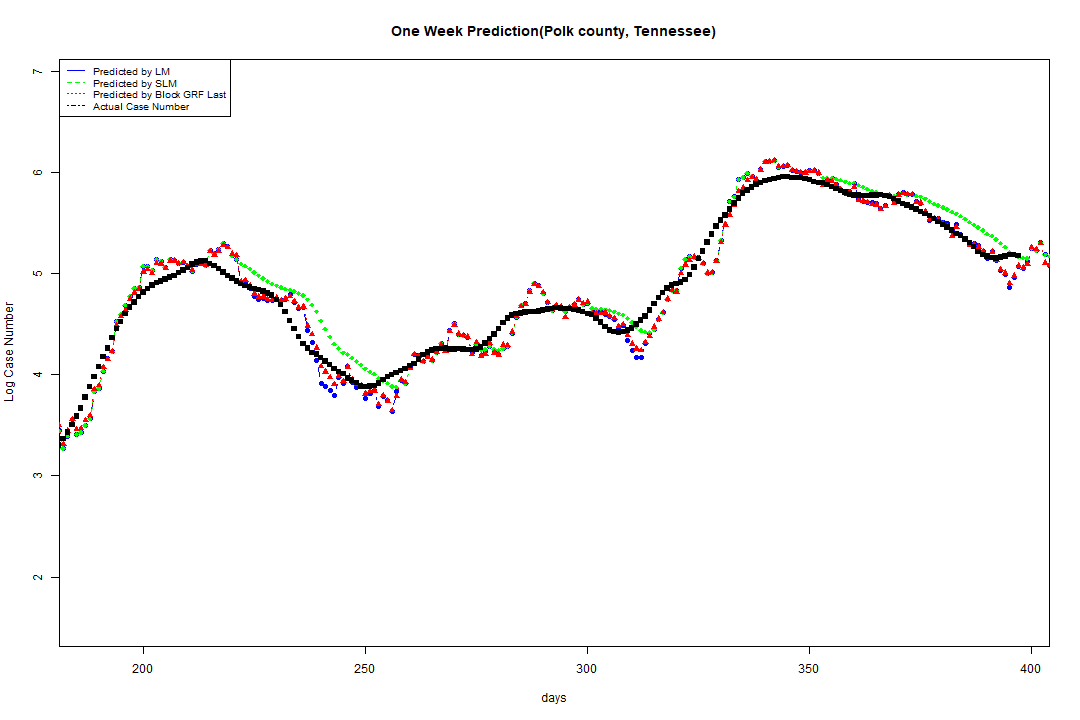 One Week Prediction(Polk county, Tennessee)
Predicted by LM
Predicted by SLM
Predicted by Block GRF Last
Actual Case Number
7
6
5
4
3
2
Log Case Number
200 250 300 350 400
days